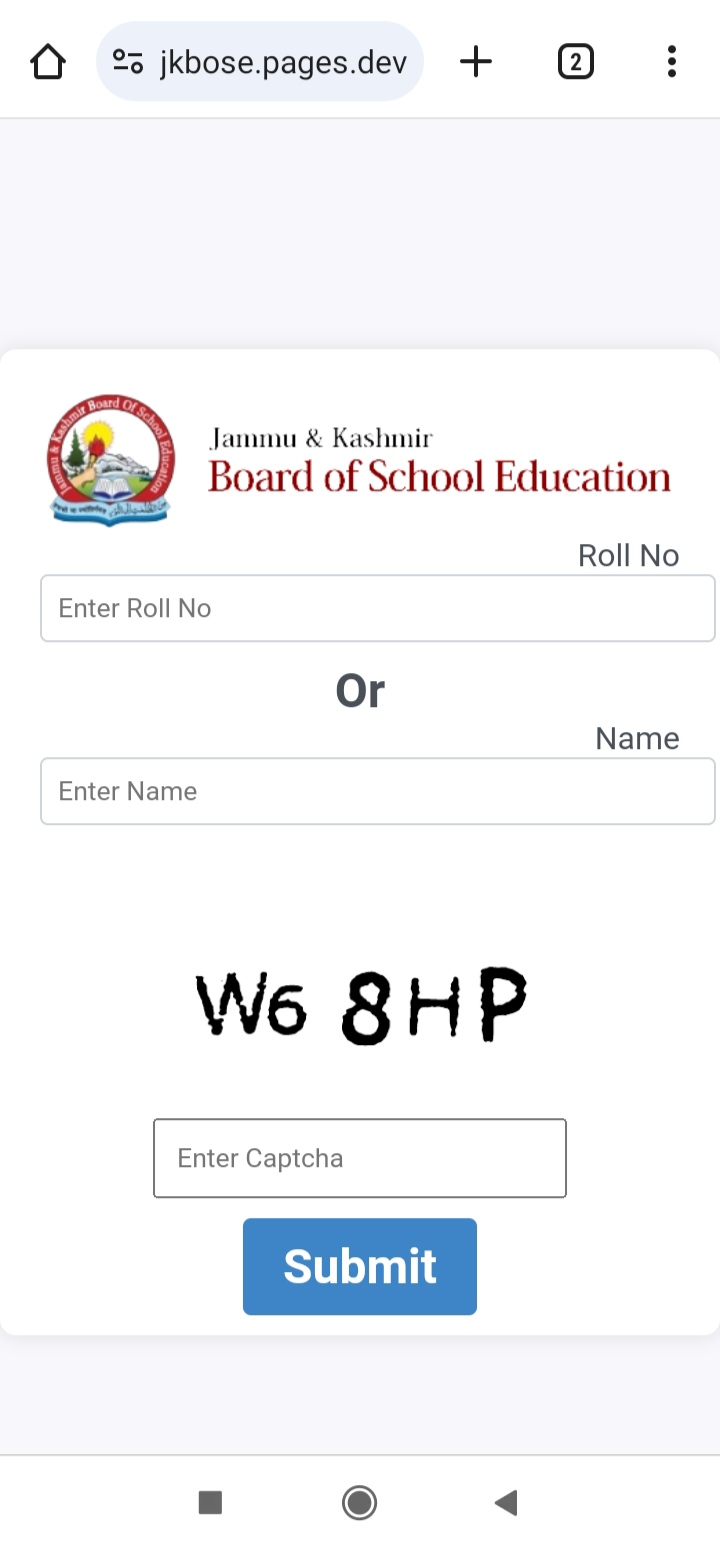 jkbose.pages.dev
2
Jammu & Kashmir Board Of School Education
Jammu & Kashmir
Board of School Education
Roll No
Enter Roll No
Or
Name
Enter Name
W6 8HP
Enter Captcha
Submit